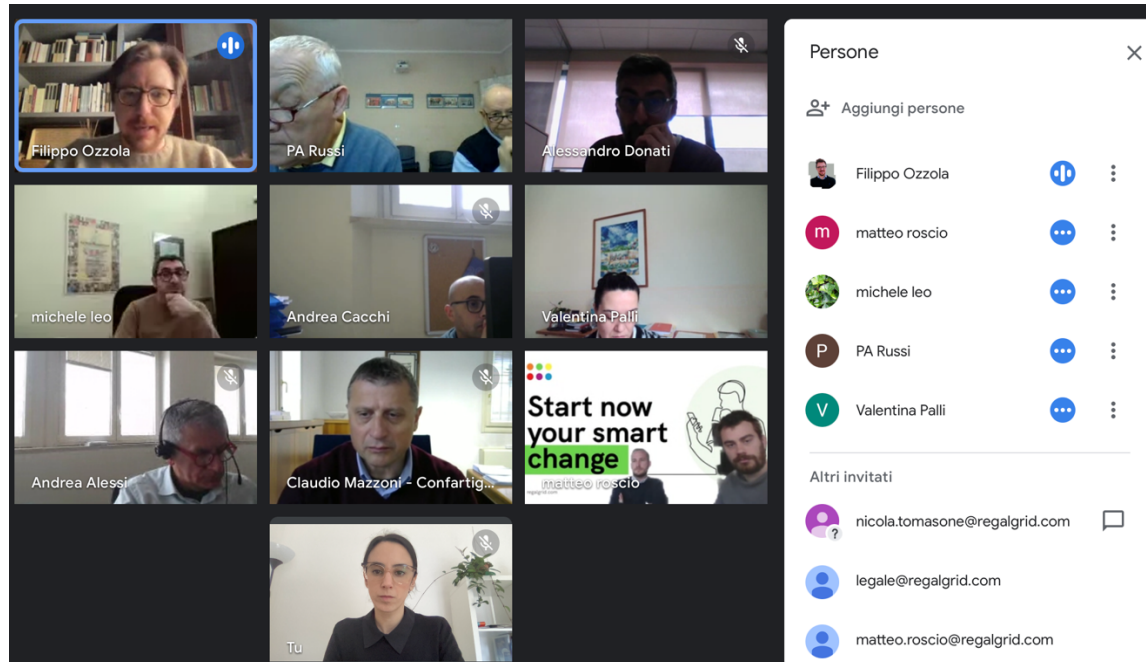 Filippo Ozzola
PA Russi
Alessandro Donati
michele leo
Andrea Cacchi
Valentina Palli
Andrea Alessi
Claudio Mazzoni - Confartig...
Start now
your smart
change
matteo roscio
regalgrid.com
Tu
Persone
Aggiungi persone
Filippo Ozzola
m
matteo roscio
michele leo
P
PA Russi
V
Valentina Palli
Altri invitati
?
nicola.tomasone@regalgrid.com
legale@regalgrid.com
matteo.roscio@regalgrid.com